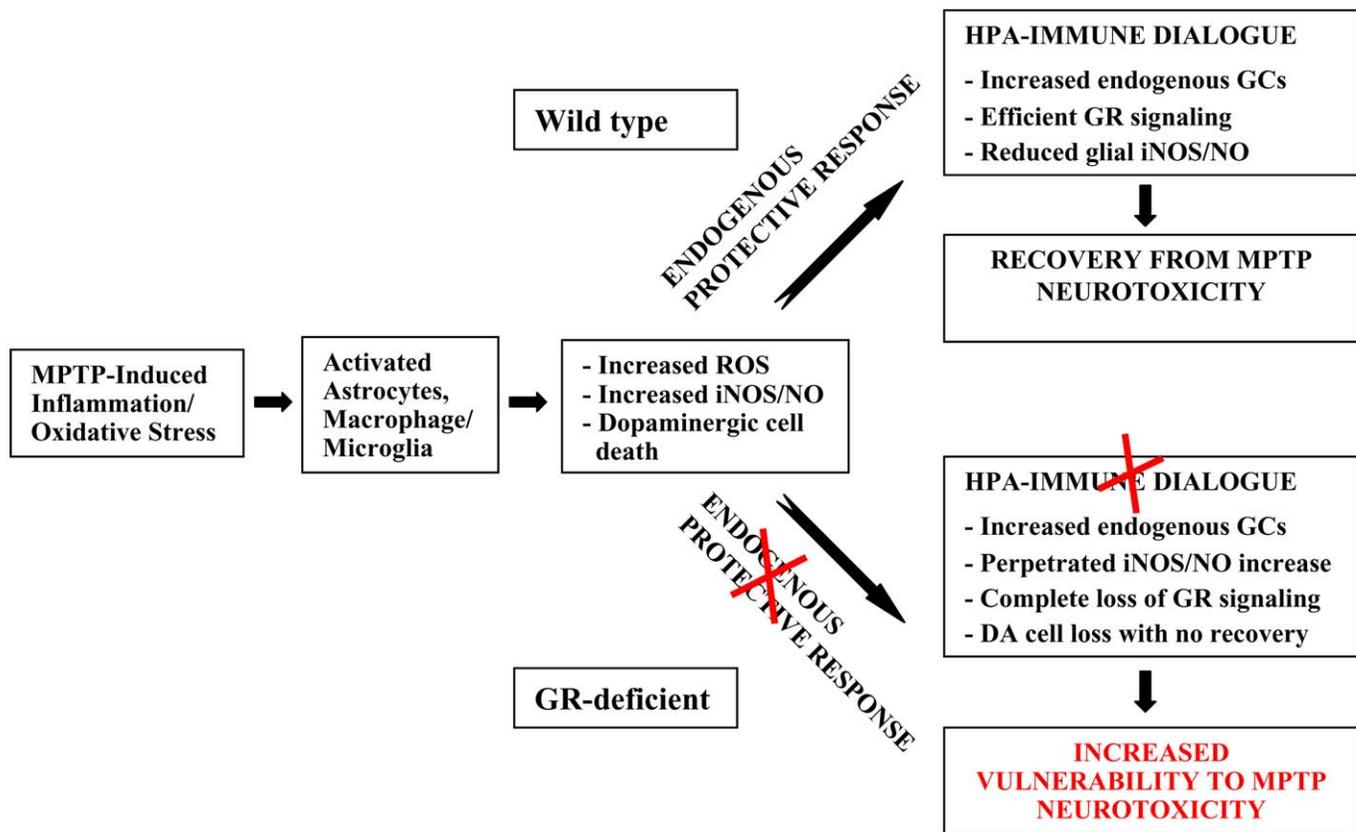 HPA-IMMUNE DIALOGUE
- Increased endogenous GCs
- Efficient GR signaling
- Reduced glial iNOS/NO
Wild type
ENDOGENOUS
PROTECTIVE RESPONSE
RECOVERY FROM MPTP
NEUROTOXICITY
MPTP-Induced
Inflammation/
Oxidative Stress
Activated
Astrocytes,
Macrophage/
Microglia
- Increased ROS
- Increased iNOS/NO
- Dopaminergic cell
death
ENDOGENOUS
PROTECTIVE RESPONSE
HPA-IMMUNE DIALOGUE
- Increased endogenous GCs
- Perpetrated iNOS/NO increase
- Complete loss of GR signaling
- DA cell loss with no recovery
GR-deficient
INCREASED
VULNERABILITY TO MPTP
NEUROTOXICITY